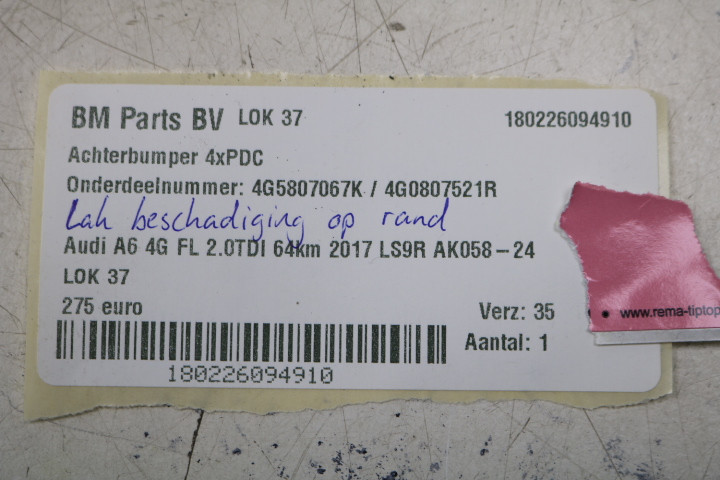 BM Parts BV LOK 37 180226094910
Achterbumper 4xPDC
Onderdeelnummer: 4G5807067K / 4G0807521R
Lak beschadiging op rand
Audi A6 4G FL 2.0TDI 64km 2017 LS9R AK058-24
LOK 37
275 euro Verz: 35
www.rema-tiptop
Aantal: 1
180226094910